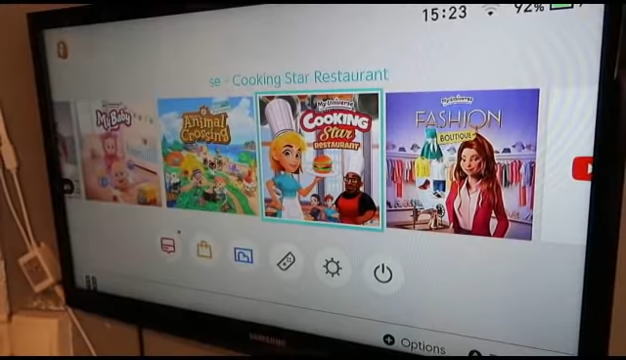 15:23
92%
se - Cooking Star Restaurant
My Baby
Animal
Crossing
My Universe
COOKING
Star
RESTAURANT
My Universe
FASHION
BOUTIQUE
SAMSUNG
Options